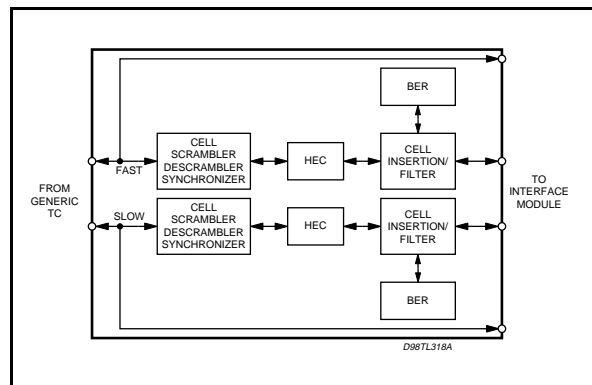 BER
CELL
SCRAMBLER
DESCRAMBLER
SYNCHRONIZER
HEC
CELL
INSERTION/
FILTER
FAST
FROM
GENERIC
TC
TO
INTERFACE
MODULE
SLOW
CELL
SCRAMBLER
DESCRAMBLER
SYNCHRONIZER
HEC
CELL
INSERTION/
FILTER
BER
D98TL318A